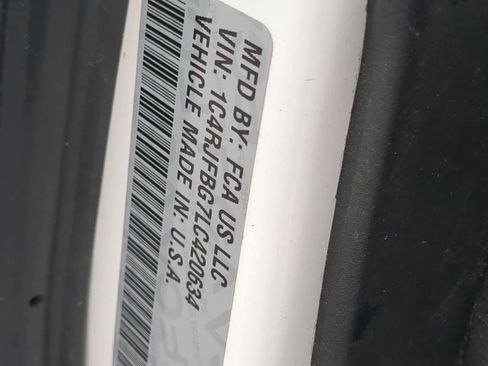 MFD BY: FCA US LLC
VIN: 1C4RJFBG7LC420634
VEHICLE MADE IN: U.S.A.